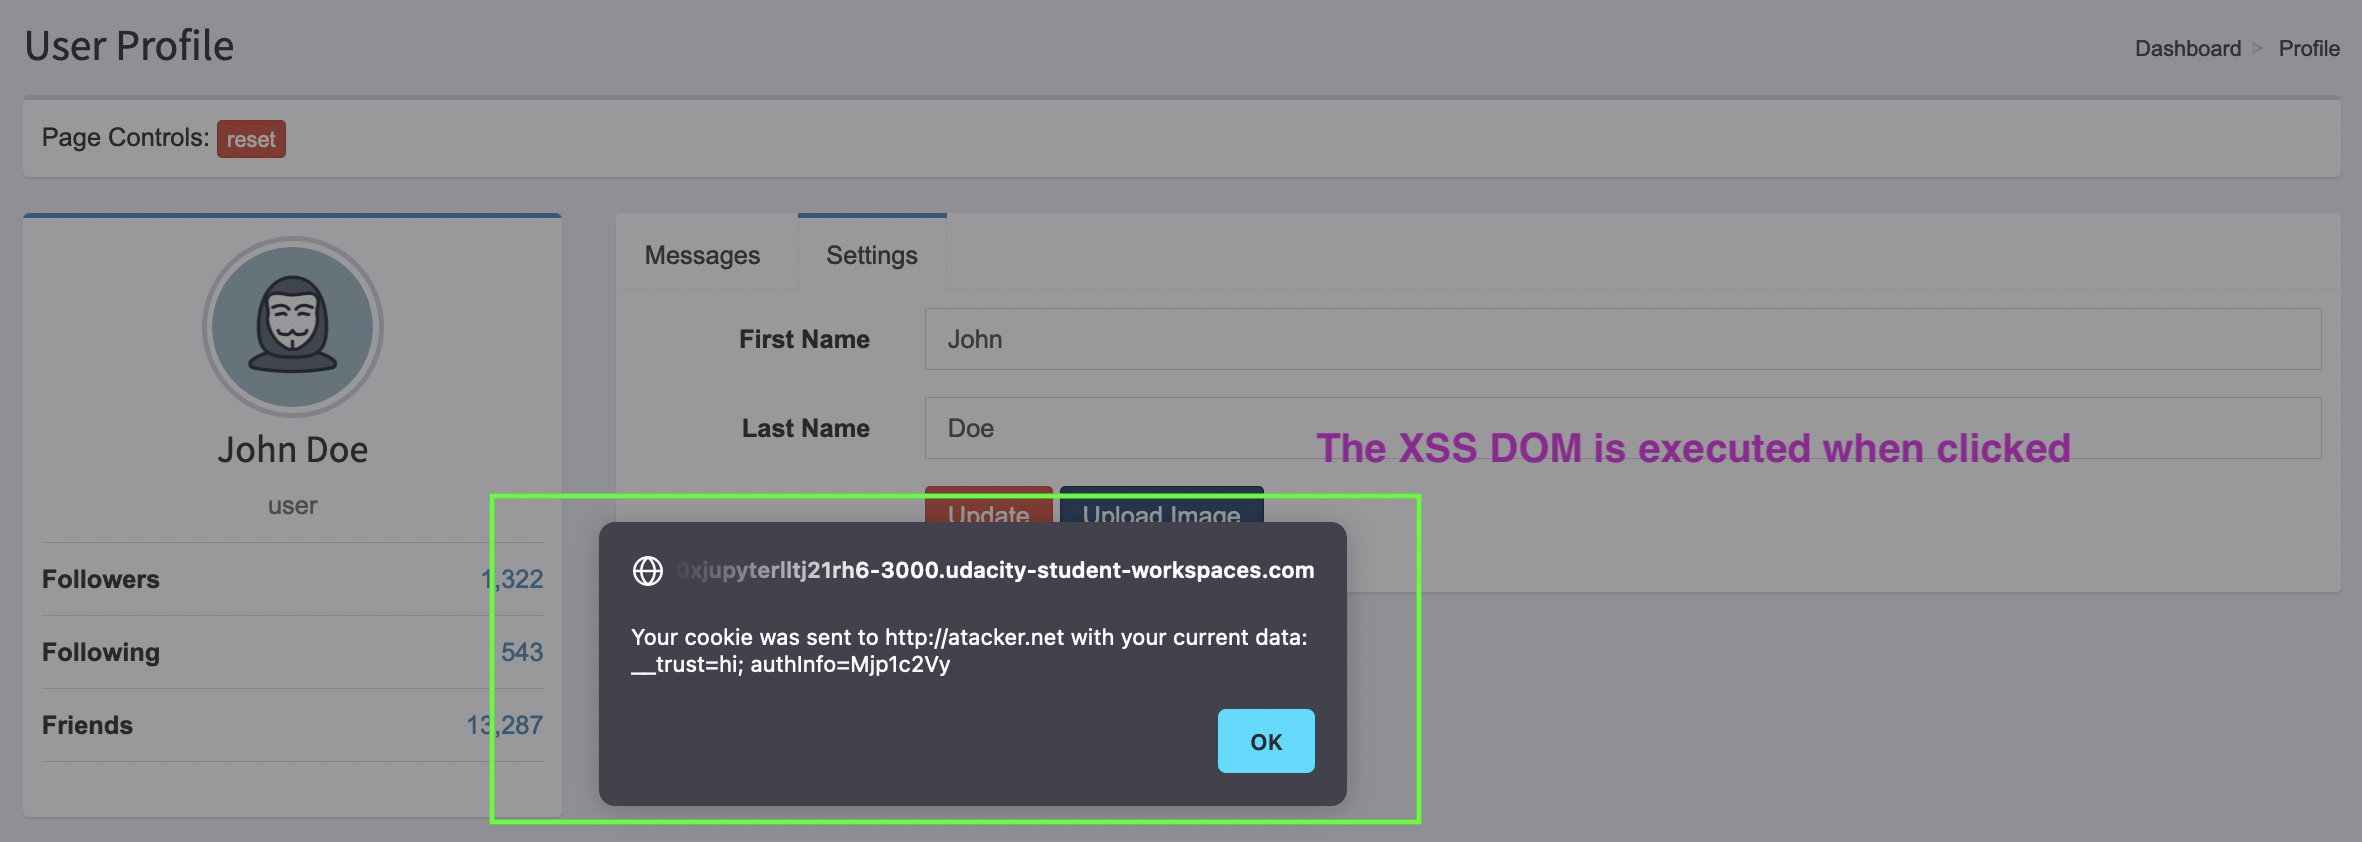 User Profile
Dashboard > Profile
Page Controls: reset
John Doe
user
Followers 1,322
Following 543
Friends 13,287
Messages Settings
First Name John
Last Name Doe
The XSS DOM is executed when clicked
Update Upload Image
0xjupyterlltj21rh6-3000.udacity-student-workspaces.com
Your cookie was sent to http://atacker.net with your current data:
__trust=hi; authInfo=Mjp1c2Vy
OK